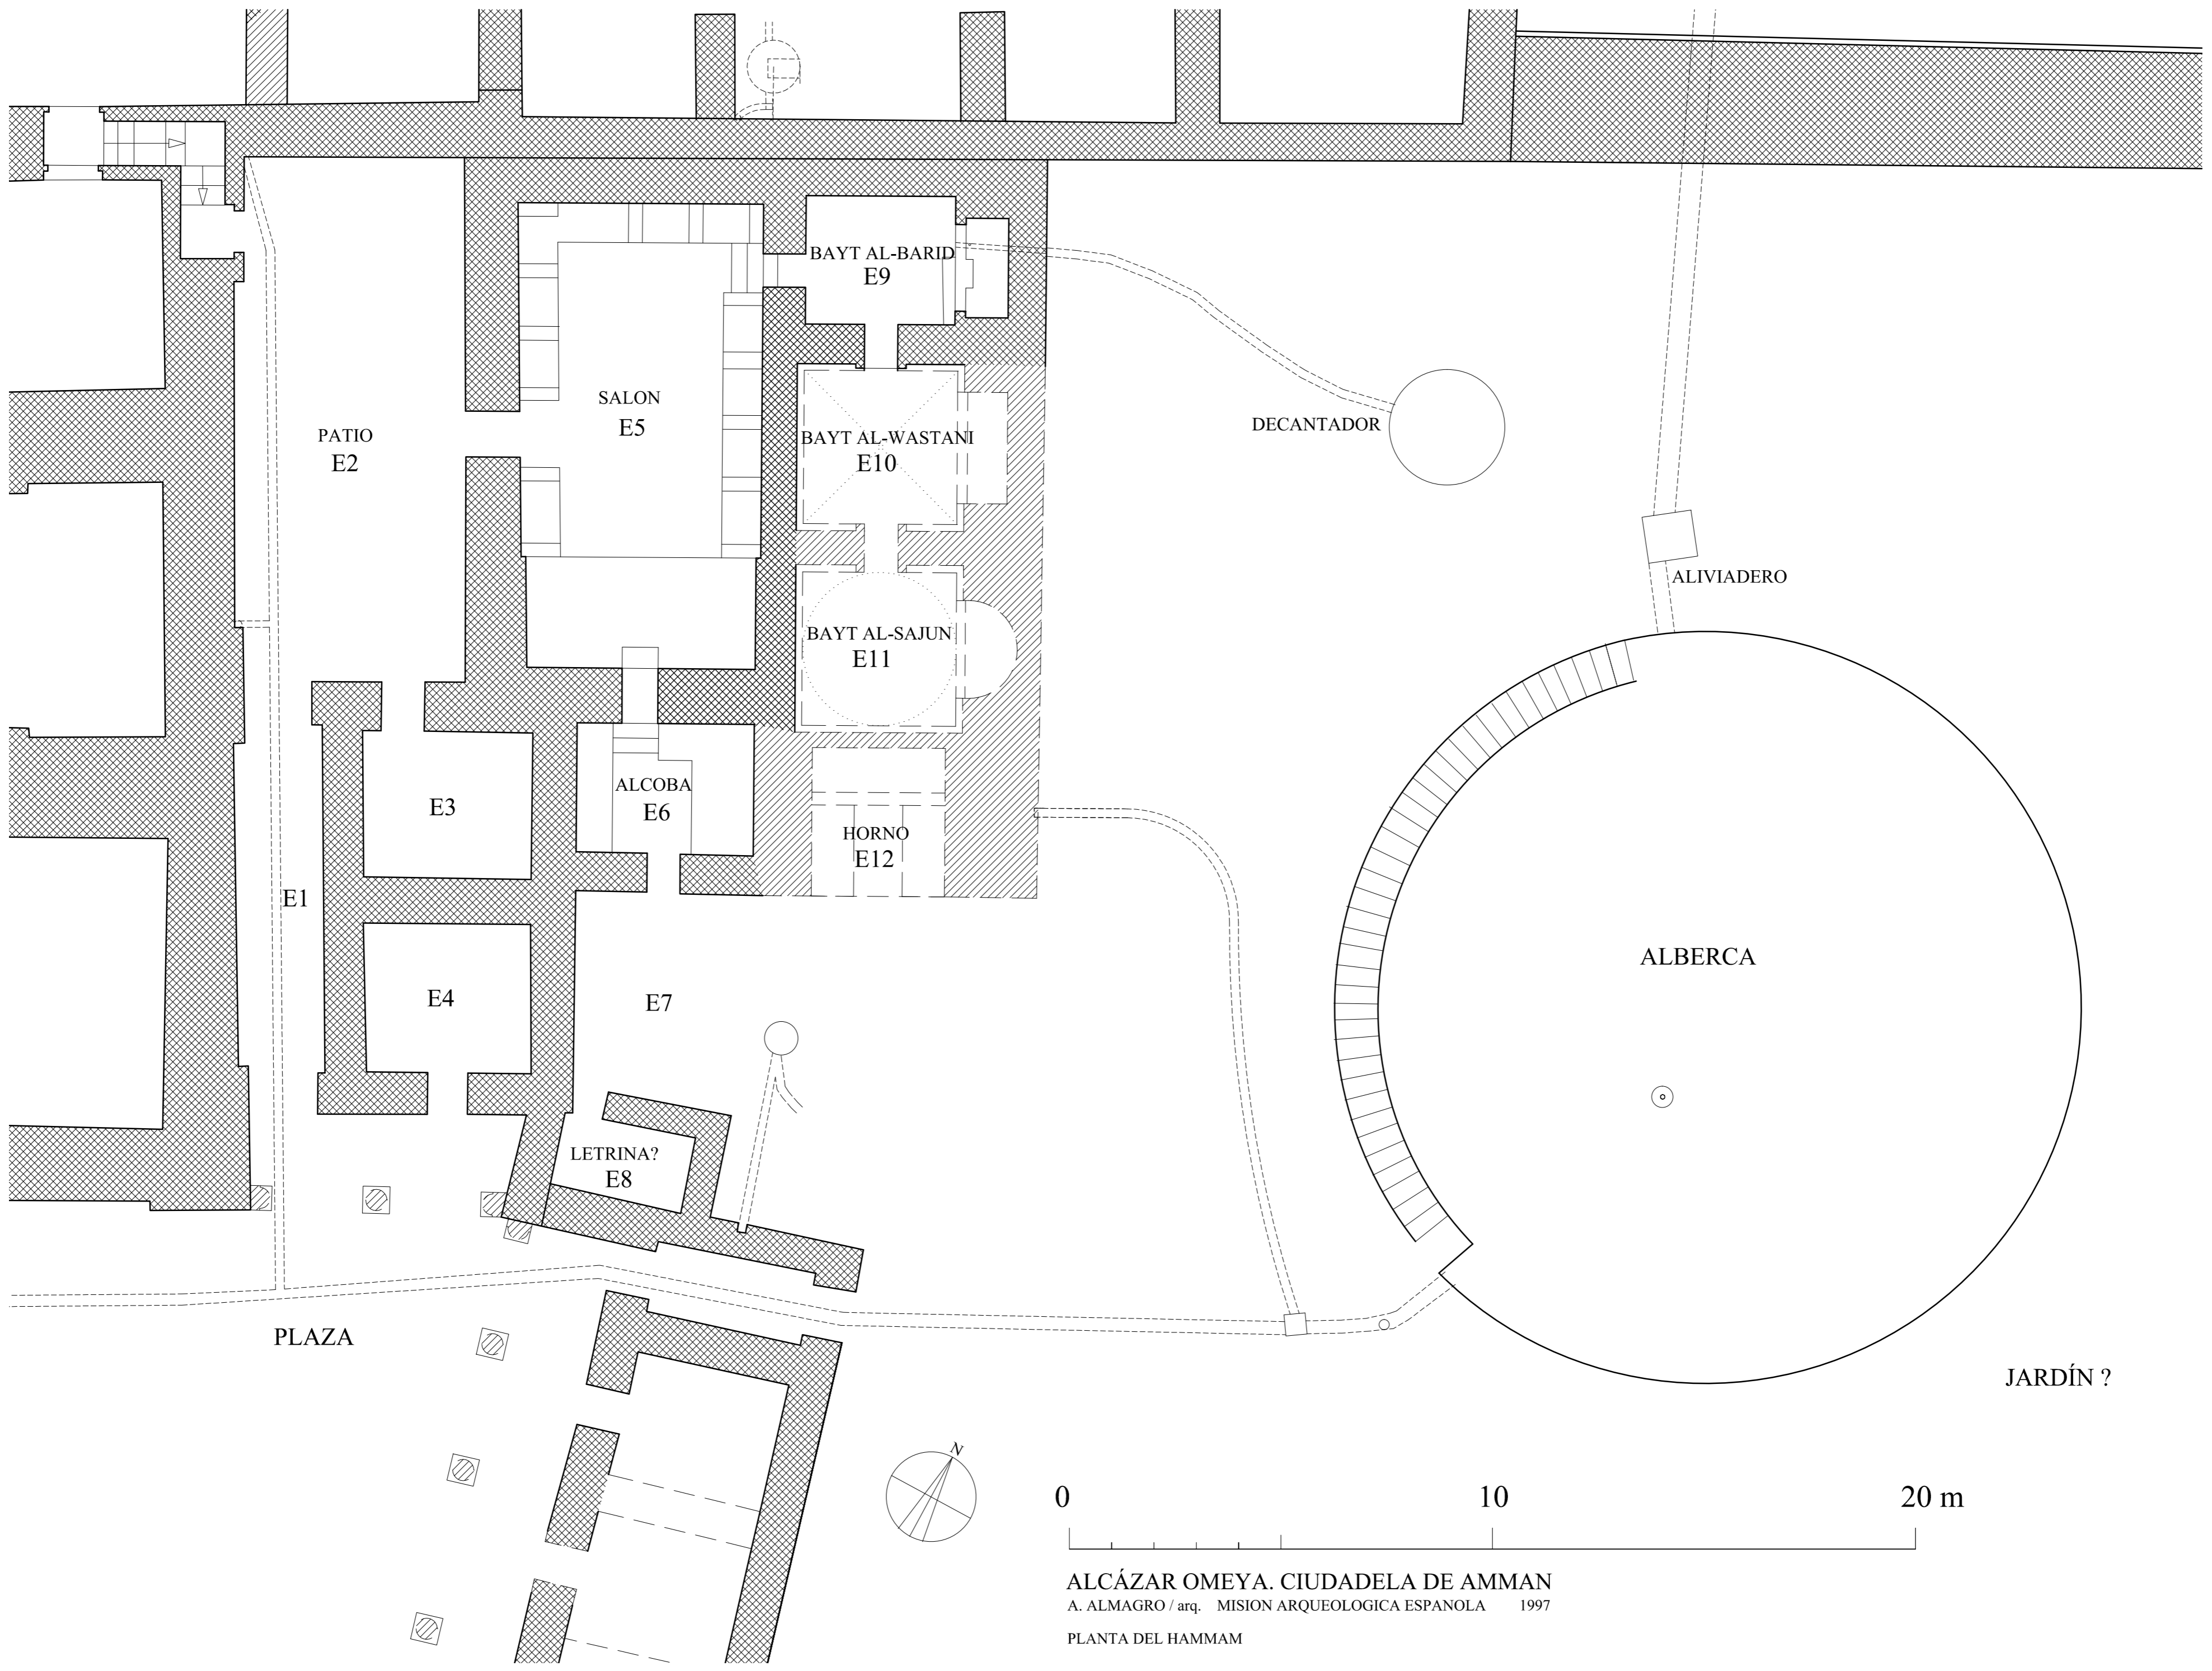 BAYT AL-BARID
E9
SALON
E5
PATIO
E2
BAYT AL-WASTANI
E10
DECANTADOR
ALIVIADERO
BAYT AL-SAJUN
E11
ALCOBA
E6
E3
HORNO
E12
E1
E4
E7
ALBERCA
LETRINA?
E8
PLAZA
JARDÍN ?
N
0 10 20 m
ALCÁZAR OMEYA. CIUDADELA DE AMMAN
A. ALMAGRO / arq. MISION ARQUEOLOGICA ESPANOLA 1997
PLANTA DEL HAMMAM